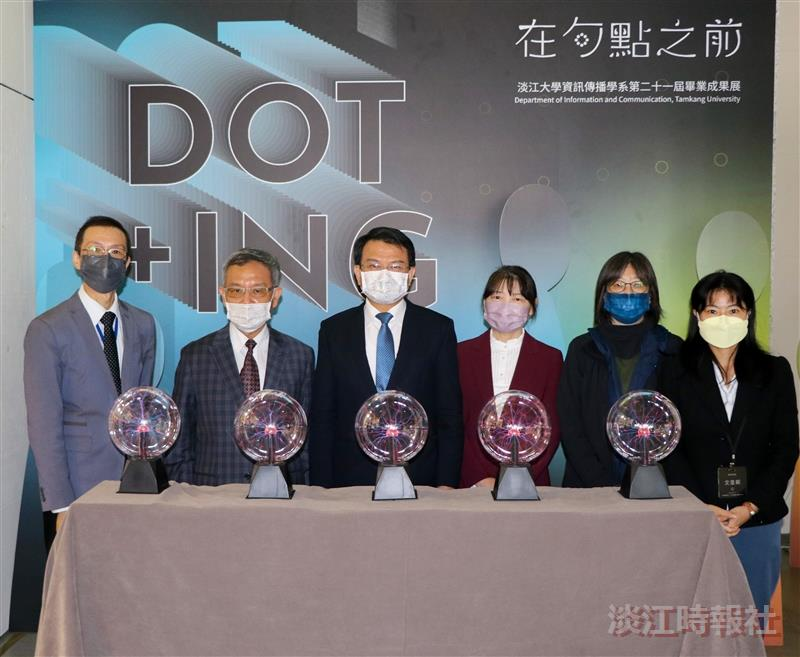 在句點之前
淡江大學資訊傳播學系第二十一屆畢業成果展
Department of Information and Communication, Tamkang University
DOT
+ING
淡江時報社